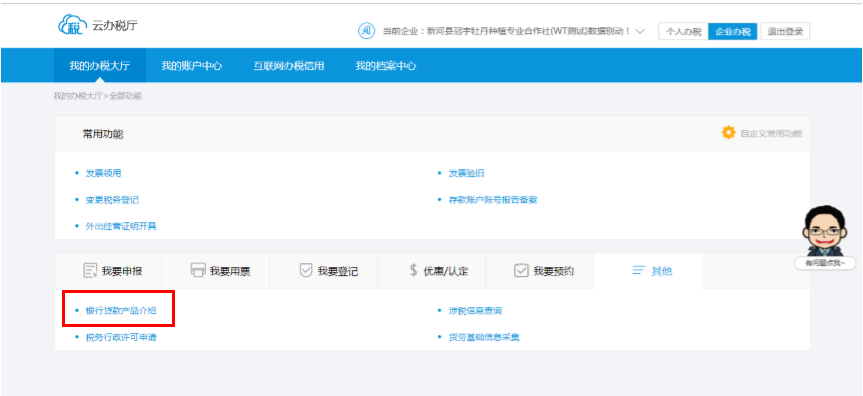 税 云办税厅
当前企业：新河县冠宇牡丹种植专业合作社(WT测试)数据别动！ 个人办税 企业办税 退出登录
我的办税大厅 我的账户中心 互联网办税信用 我的档案中心
我的办税大厅>全部功能
常用功能 自定义常用功能
发票领用 发票验旧
变更税务登记 存款账户账号报告备案
外出经营证明开具
有问题点我~
我要申报 我要用票 我要登记 $ 优惠/认定 我要预约 其他
银行贷款产品介绍 涉税信息查询
税务行政许可申请 货劳基础信息采集